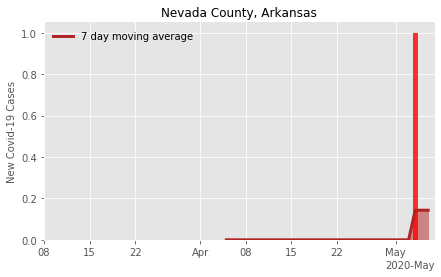 Nevada County, Arkansas
7 day moving average
New Covid-19 Cases
1.0
0.8
0.6
0.4
0.2
0.0
08 15 22 Apr 08 15 22 May
2020-May